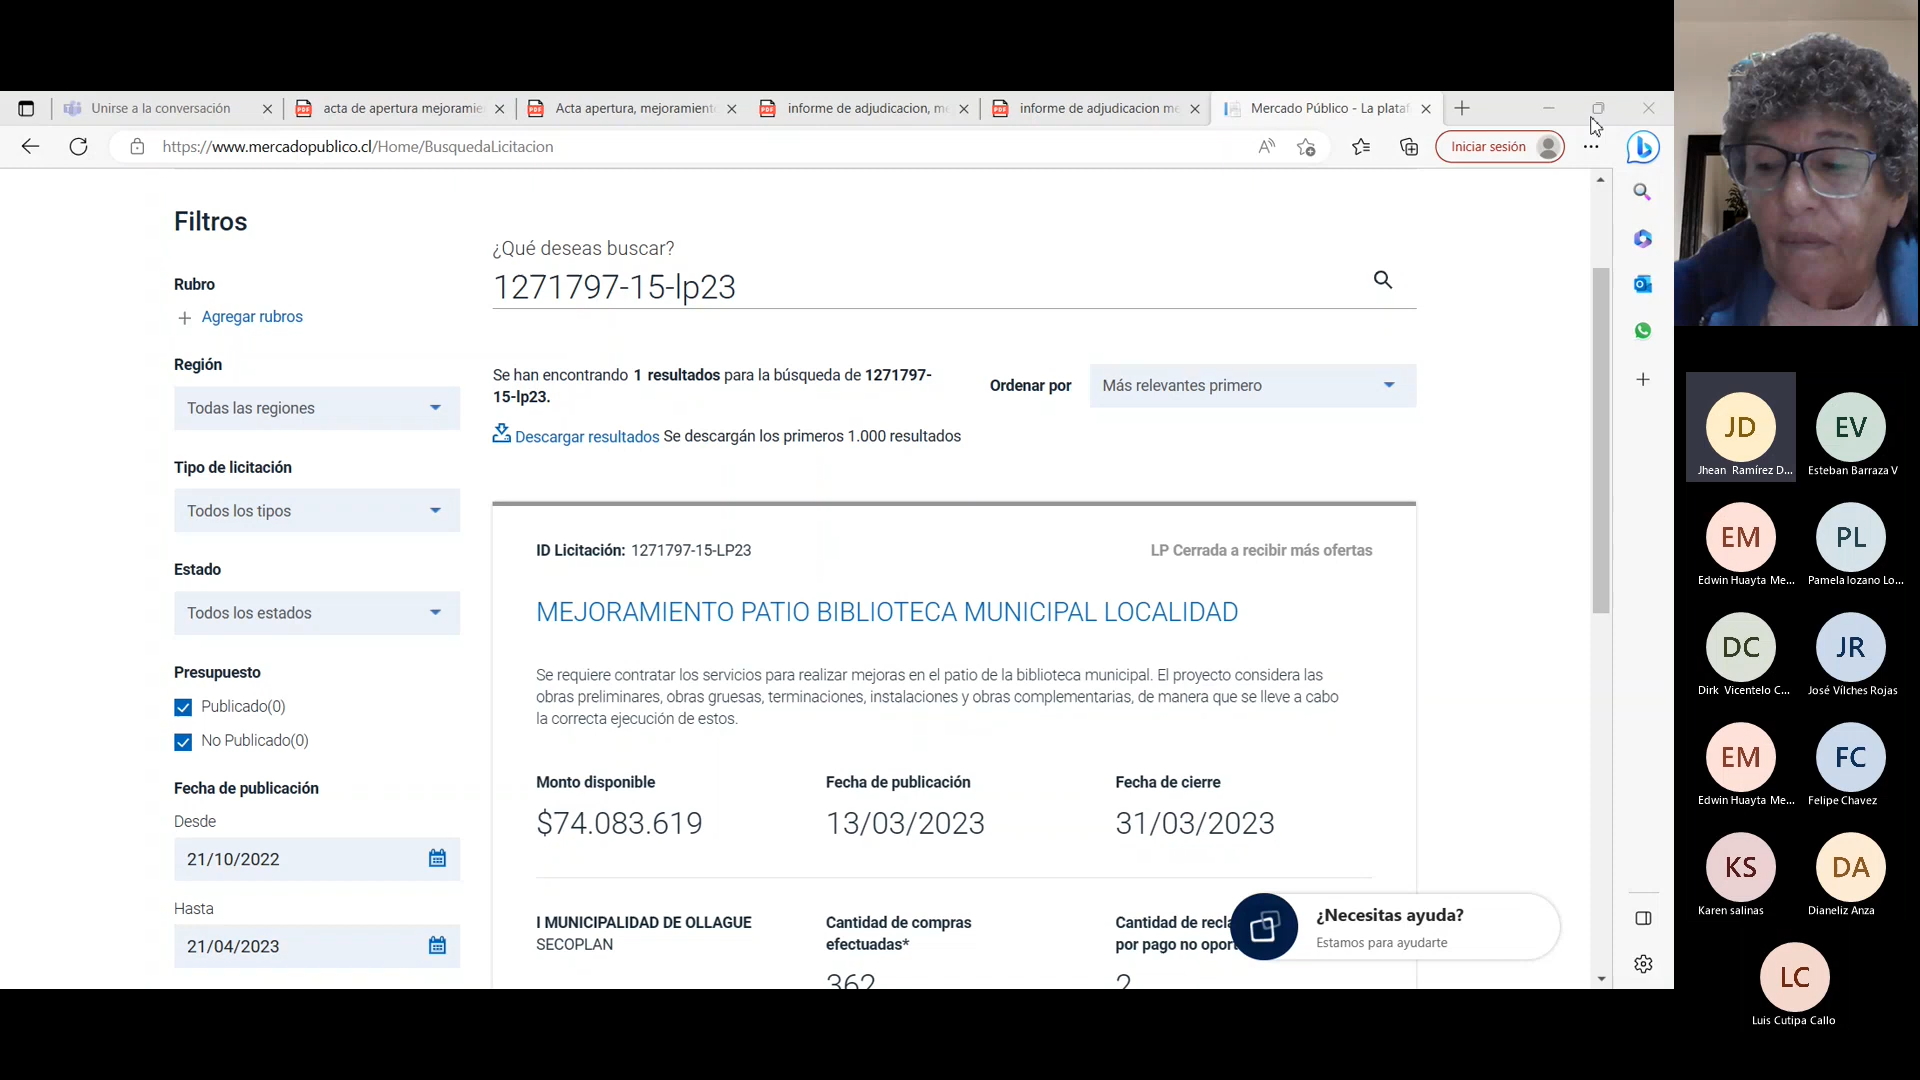 Unirse a la conversación
acta de apertura mejoramie
Acta apertura, mejoramiento
informe de adjudicacion, me
informe de adjudicacion me
Mercado Público - La plataf
https://www.mercadopublico.cl/Home/BusquedaLicitacion
Iniciar sesión
Filtros
Rubro
Agregar rubros
Región
Todas las regiones
Tipo de licitación
Todos los tipos
Estado
Todos los estados
Presupuesto
Publicado(0)
No Publicado(0)
Fecha de publicación
Desde
21/10/2022
Hasta
21/04/2023
¿Qué deseas buscar?
1271797-15-lp23
Se han encontrando 1 resultados para la búsqueda de 1271797-
15-lp23.
Ordenar por
Más relevantes primero
Descargar resultados Se descargán los primeros 1.000 resultados
ID Licitación: 1271797-15-LP23
LP Cerrada a recibir más ofertas
MEJORAMIENTO PATIO BIBLIOTECA MUNICIPAL LOCALIDAD
Se requiere contratar los servicios para realizar mejoras en el patio de la biblioteca municipal. El proyecto considera las
obras preliminares, obras gruesas, terminaciones, instalaciones y obras complementarias, de manera que se lleve a cabo
la correcta ejecución de estos.
Monto disponible
$74.083.619
Fecha de publicación
13/03/2023
Fecha de cierre
31/03/2023
I MUNICIPALIDAD DE OLLAGUE
SECOPLAN
Cantidad de compras
efectuadas*
362
Cantidad de recla
por pago no oport
2
¿Necesitas ayuda?
Estamos para ayudarte
JD
Jhean Ramírez D...
EV
Esteban Barraza V
EM
Edwin Huayta Me...
PL
Pamela lozano Lo...
DC
Dirk Vicentelo C...
JR
José Vilches Rojas
EM
Edwin Huayta Me...
FC
Felipe Chavez
KS
Karen salinas
DA
Dianeliz Anza
LC
Luis Cutipa Callo